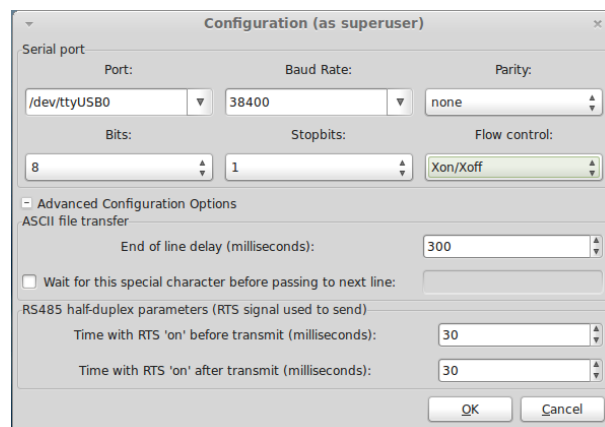 Configuration (as superuser)
Serial port
Port: Baud Rate: Parity:
/dev/ttyUSB0 38400 none
Bits: Stopbits: Flow control:
8 1 Xon/Xoff
Advanced Configuration Options
ASCII file transfer
End of line delay (milliseconds): 300
Wait for this special character before passing to next line:
RS485 half-duplex parameters (RTS signal used to send)
Time with RTS 'on' before transmit (milliseconds): 30
Time with RTS 'on' after transmit (milliseconds): 30
OK Cancel